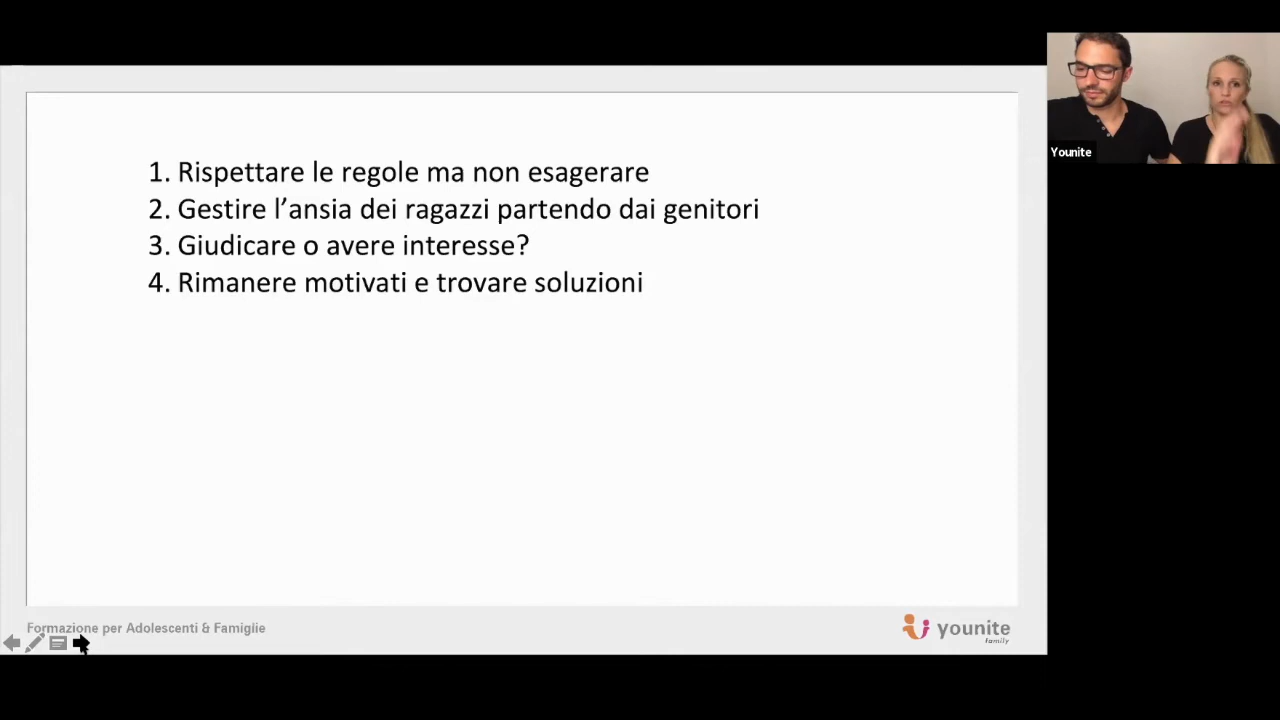 1. Rispettare le regole ma non esagerare
2. Gestire l’ansia dei ragazzi partendo dai genitori
3. Giudicare o avere interesse?
4. Rimanere motivati e trovare soluzioni
Younite
Formazione per Adolescenti & Famiglie
younite
family